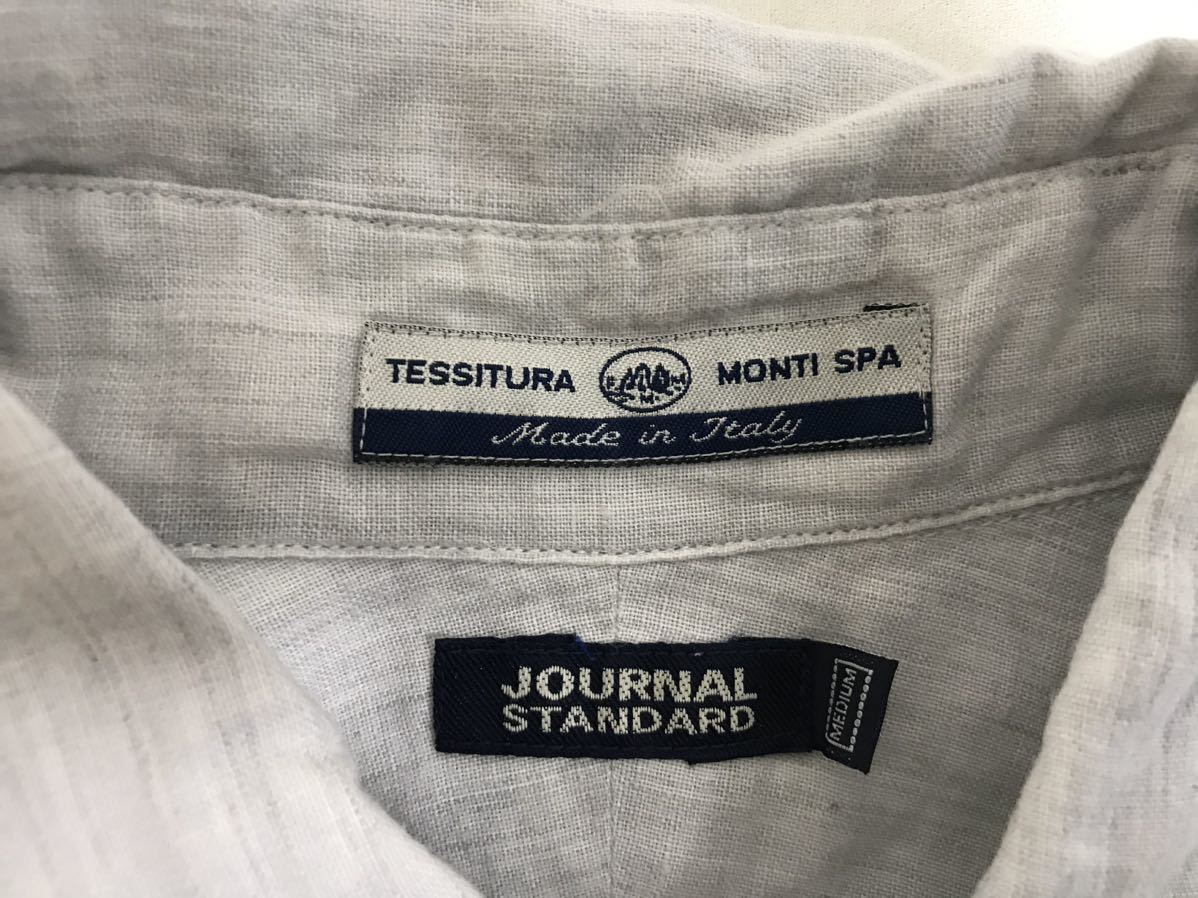 TESSITURA MONTI SPA
Made in Italy
JOURNAL
STANDARD
MEDIUM